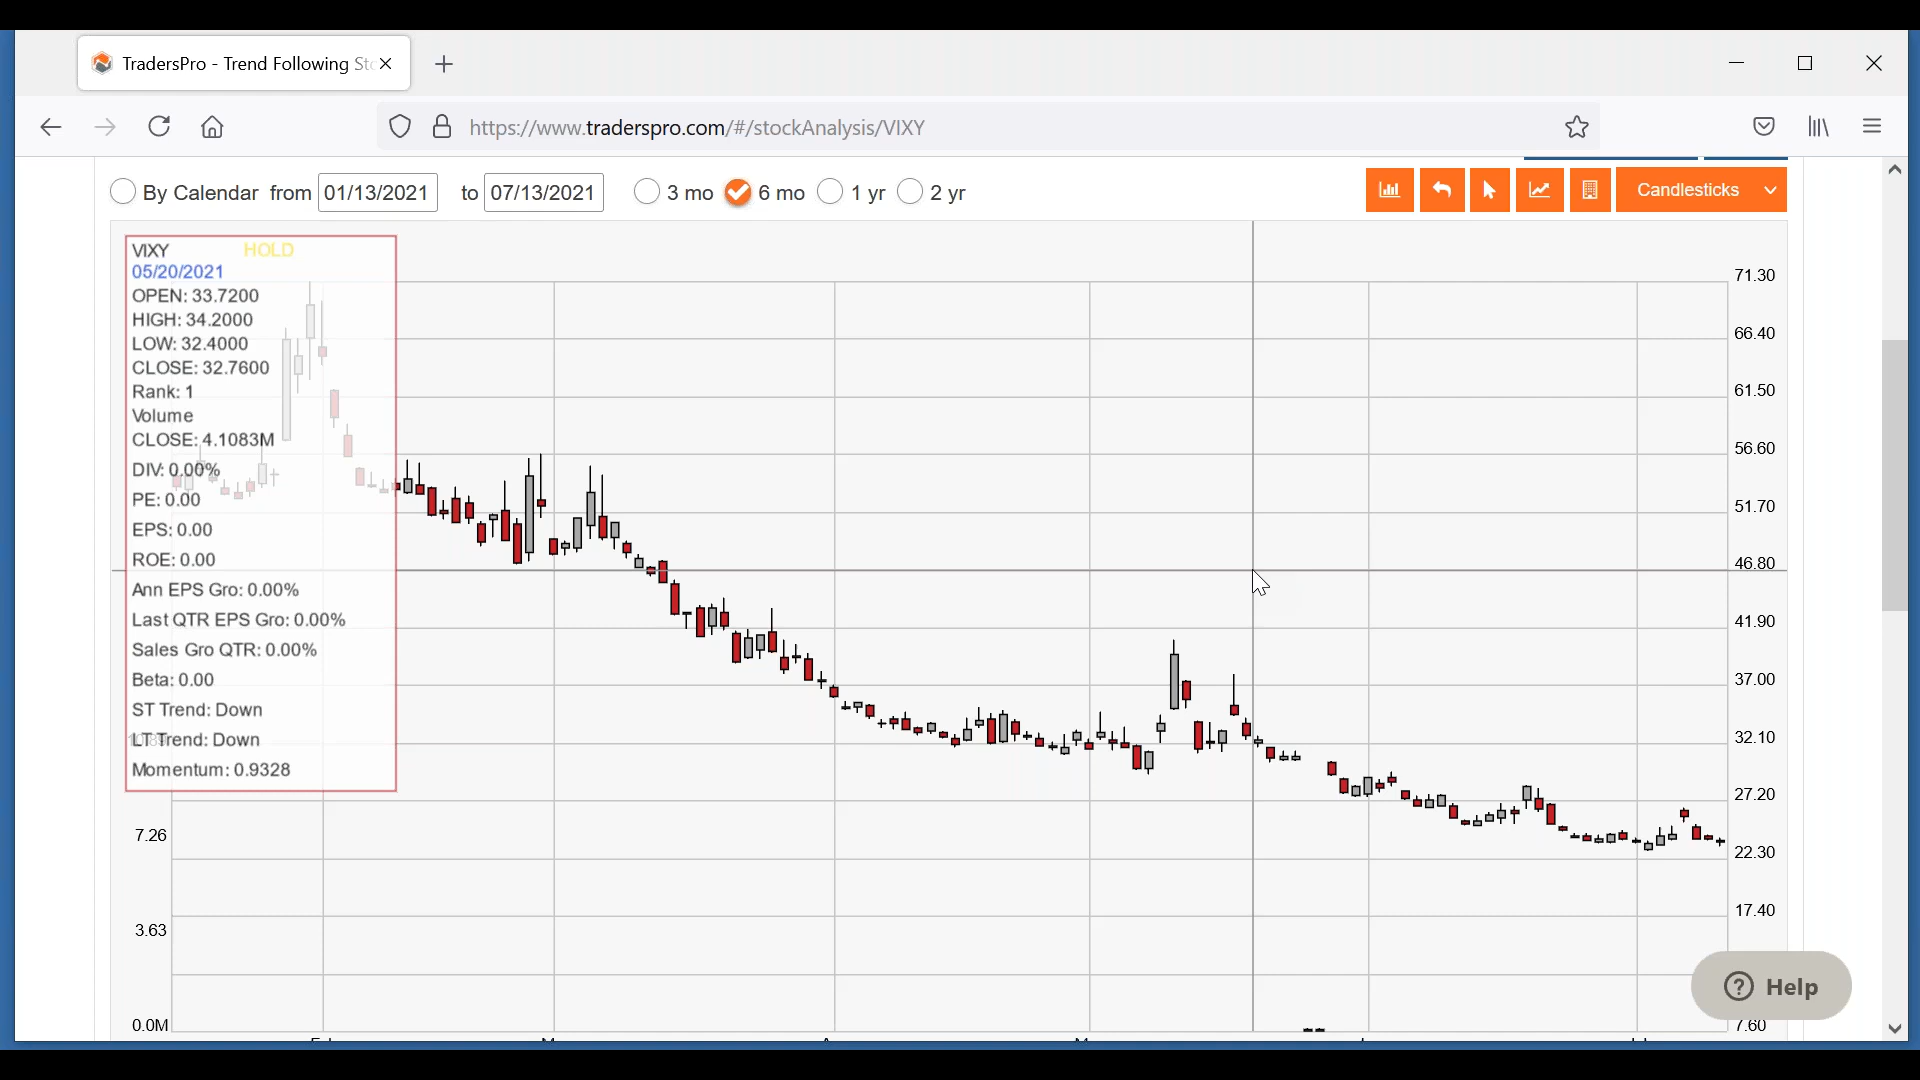 TradersPro - Trend Following Sto
https://www.traderspro.com/#/stockAnalysis/VIXY
By Calendar from 01/13/2021 to 07/13/2021 3 mo 6 mo 1 yr 2 yr
Candlesticks
VIXY HOLD
05/20/2021
OPEN: 33.7200
HIGH: 34.2000
LOW: 32.4000
CLOSE: 32.7600
Rank: 1
Volume
CLOSE: 4.1083M
DIV: 0.00%
PE: 0.00
EPS: 0.00
ROE: 0.00
Ann EPS Gro: 0.00%
Last QTR EPS Gro: 0.00%
Sales Gro QTR: 0.00%
Beta: 0.00
ST Trend: Down
LT Trend: Down
Momentum: 0.9328
7.26
3.63
0.0M
71.30
66.40
61.50
56.60
51.70
46.80
41.90
37.00
32.10
27.20
22.30
17.40
7.60
Help